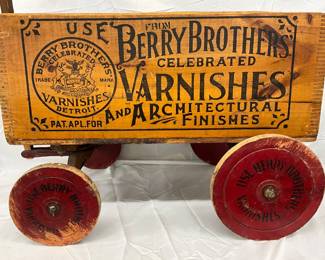 USE FROM
BERRY BROTHERS'
CELEBRATED
VARNISHES
AND ARCHITECTURAL
FINISHES
BERRY BROTHERS
TRADE MARK
VARNISHES
DETROIT
PAT. APL. FOR
USE BERRY BROTHERS
VARNISHES
USE BERRY BROTHERS
VARNISHES